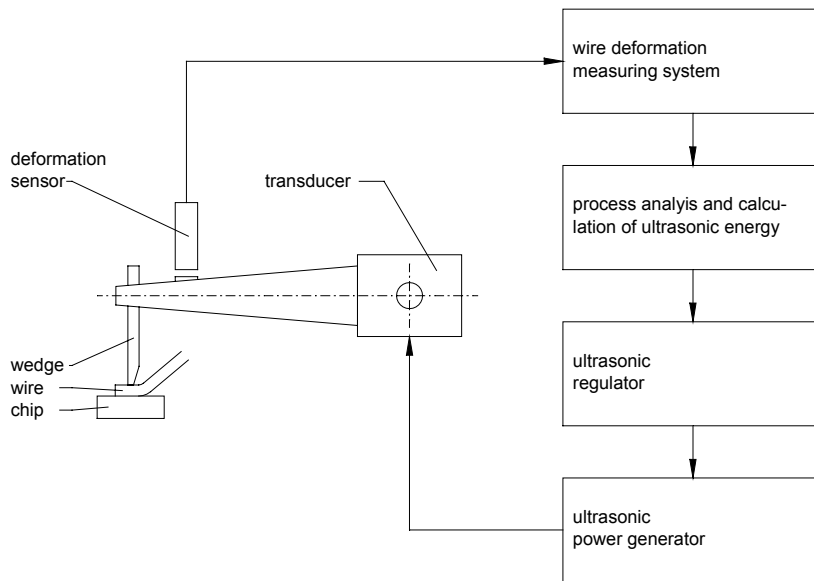 wire deformation
measuring system
deformation
sensor
transducer
process analyis and calcu-
lation of ultrasonic energy
wedge
wire
chip
ultrasonic
regulator
ultrasonic
power generator